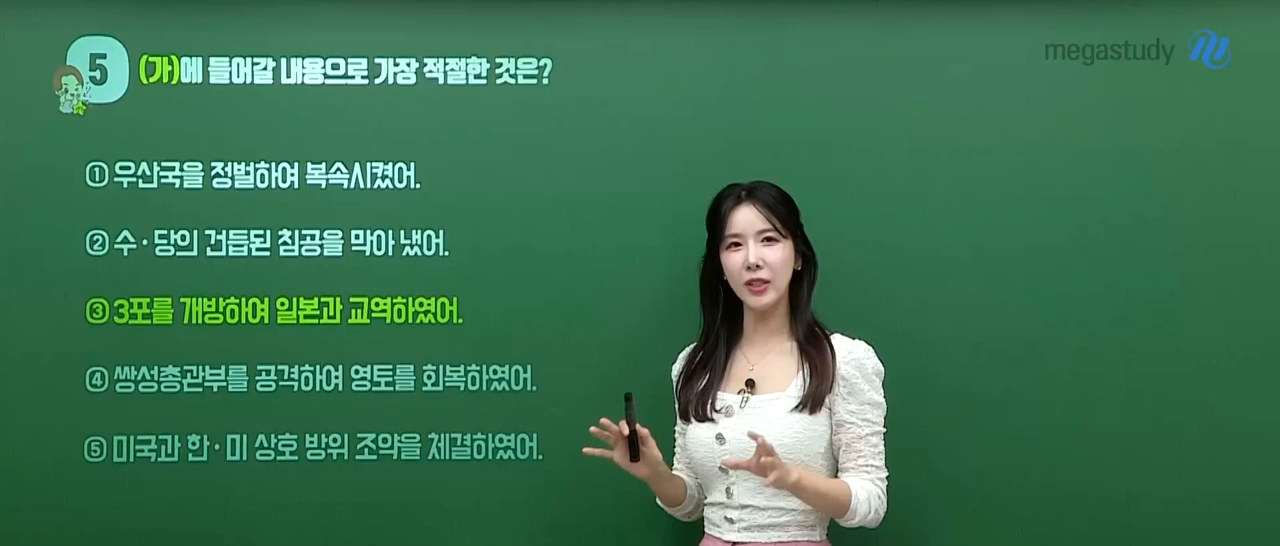 megastudy
5 (가)에 들어갈 내용으로 가장 적절한 것은?
① 우산국을 정벌하여 복속시켰어.
② 수·당의 거듭된 침공을 막아 냈어.
③ 3포를 개방하여 일본과 교역하였어.
④ 쌍성총관부를 공격하여 영토를 회복하였어.
⑤ 미국과 한·미 상호 방위 조약을 체결하였어.